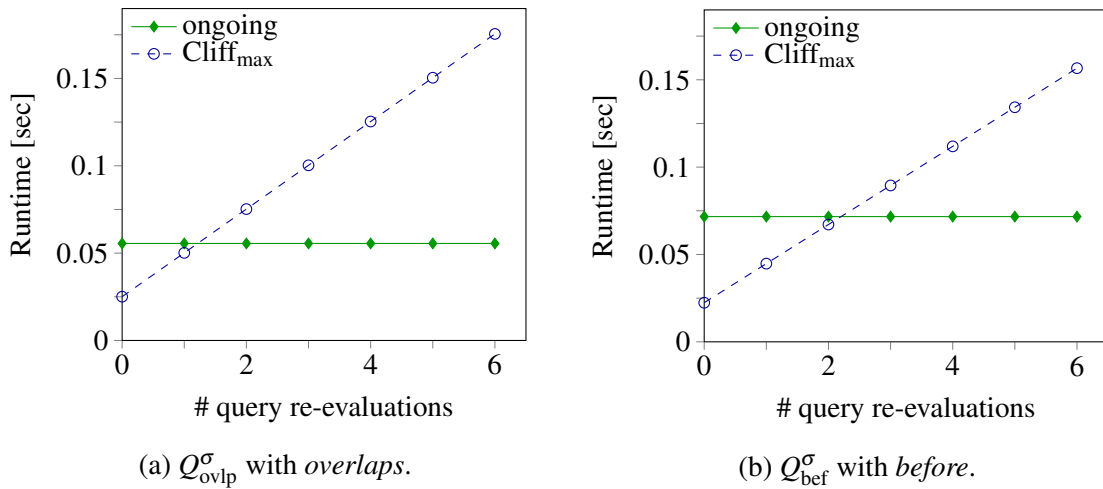 ongoing
Cliff_max
Runtime [sec]
0.15
0.1
0.05
0
0 2 4 6
# query re-evaluations
(a) Q^σ_ovlp with overlaps.
ongoing
Cliff_max
Runtime [sec]
0.15
0.1
0.05
0
0 2 4 6
# query re-evaluations
(b) Q^σ_bef with before.